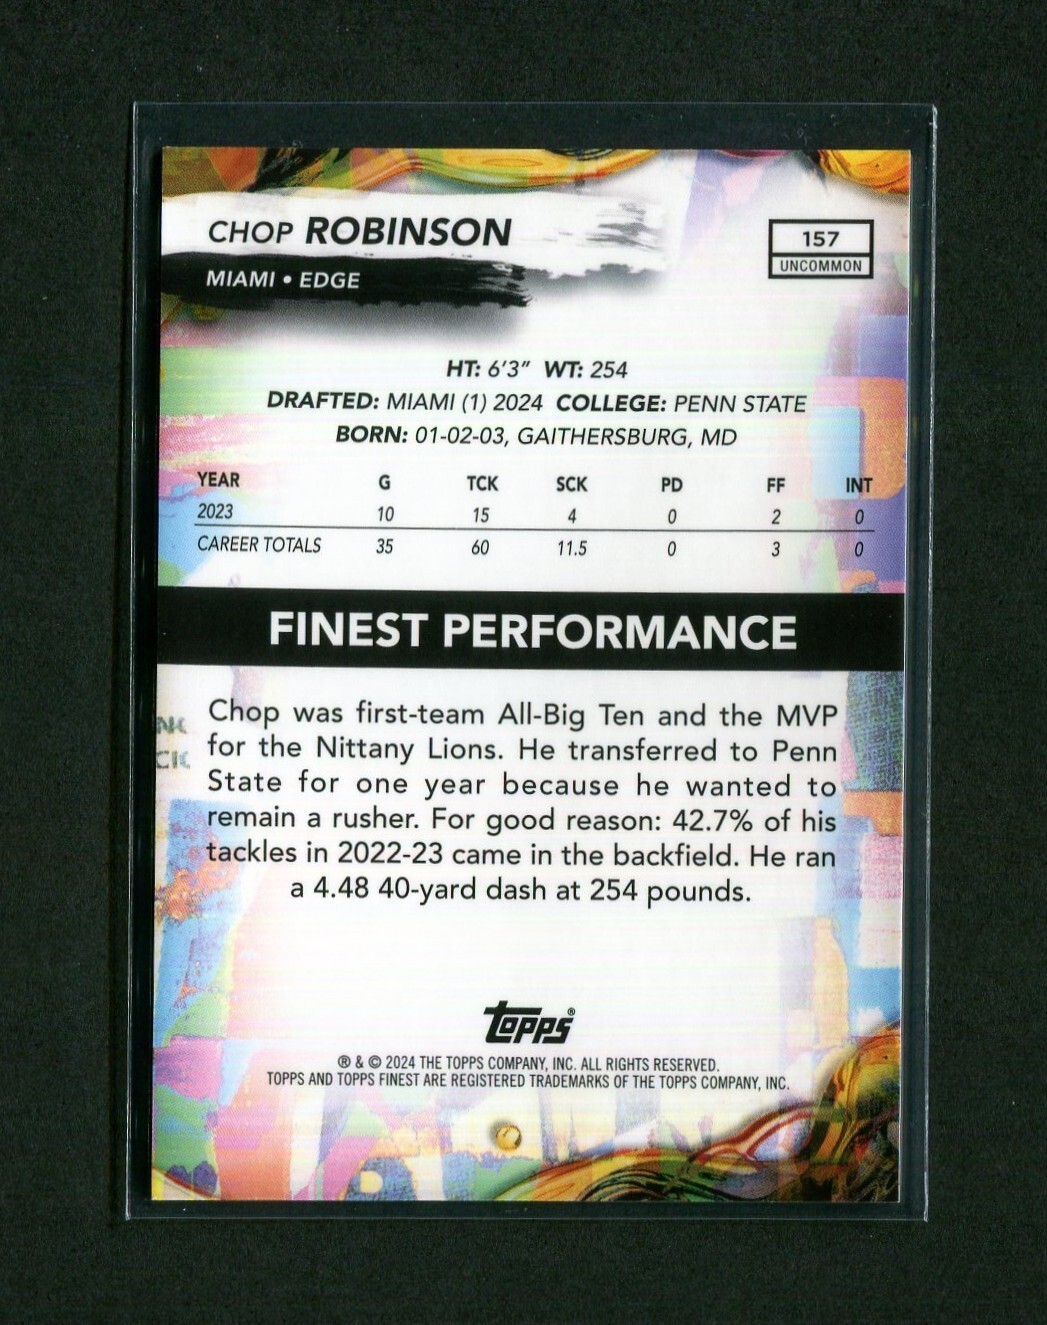 CHOP ROBINSON
MIAMI • EDGE
157
UNCOMMON
HT: 6'3" WT: 254
DRAFTED: MIAMI (1) 2024 COLLEGE: PENN STATE
BORN: 01-02-03, GAITHERSBURG, MD
YEAR G TCK SCK PD FF INT
2023 10 15 4 0 2 0
CAREER TOTALS 35 60 11.5 0 3 0
FINEST PERFORMANCE
Chop was first-team All-Big Ten and the MVP
for the Nittany Lions. He transferred to Penn
State for one year because he wanted to
remain a rusher. For good reason: 42.7% of his
tackles in 2022-23 came in the backfield. He ran
a 4.48 40-yard dash at 254 pounds.
Topps®
® & © 2024 THE TOPPS COMPANY, INC. ALL RIGHTS RESERVED.
TOPPS AND TOPPS FINEST ARE REGISTERED TRADEMARKS OF THE TOPPS COMPANY, INC.